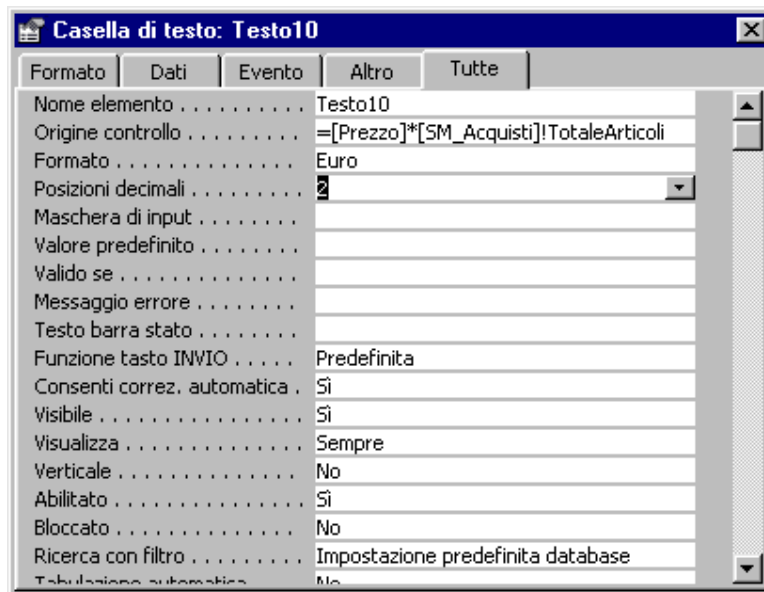 Casella di testo: Testo10
Formato Dati Evento Altro Tutte
Nome elemento . . . . . . . . . . Testo10
Origine controllo . . . . . . . . . =[Prezzo]*[SM_Acquisti]!TotaleArticoli
Formato . . . . . . . . . . . . . . Euro
Posizioni decimali . . . . . . . . . 2
Maschera di input . . . . . . . .
Valore predefinito . . . . . . . .
Valido se . . . . . . . . . . . . .
Messaggio errore . . . . . . . .
Testo barra stato . . . . . . . .
Funzione tasto INVIO . . . . . Predefinita
Consenti correz. automatica . Sì
Visibile . . . . . . . . . . . . . . . Sì
Visualizza . . . . . . . . . . . . . Sempre
Verticale . . . . . . . . . . . . . No
Abilitato . . . . . . . . . . . . . . Sì
Bloccato . . . . . . . . . . . . . No
Ricerca con filtro . . . . . . . . . Impostazione predefinita database
Tabulazione automatica No